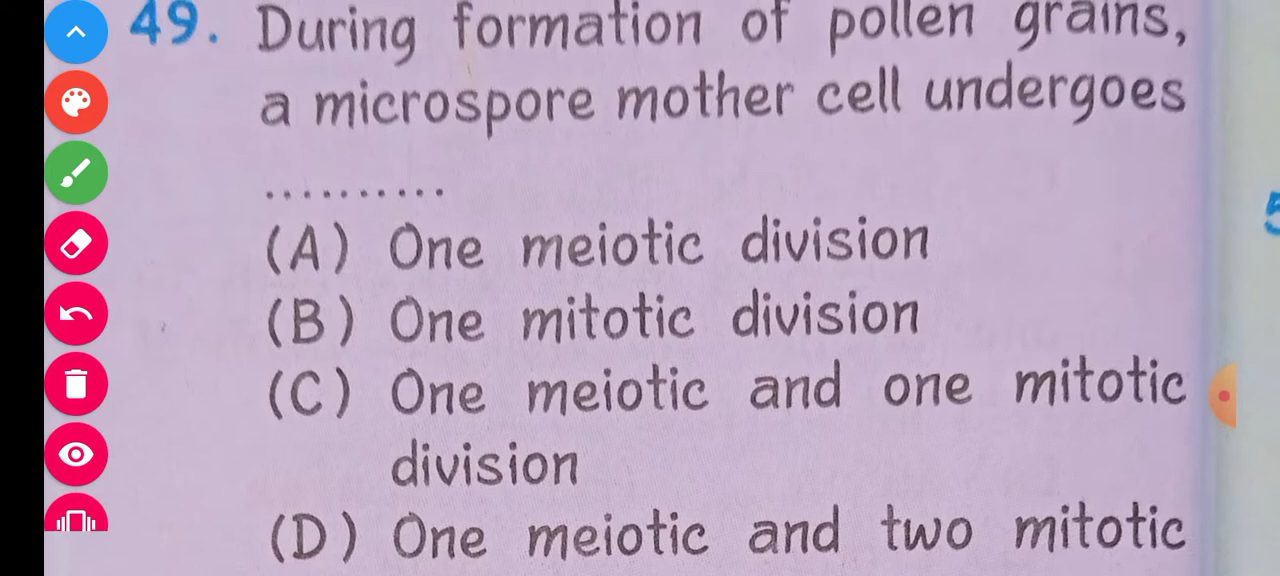 49. During formation of pollen grains,
a microspore mother cell undergoes
..........
(A) One meiotic division
(B) One mitotic division
(C) One meiotic and one mitotic
division
(D) One meiotic and two mitotic
5